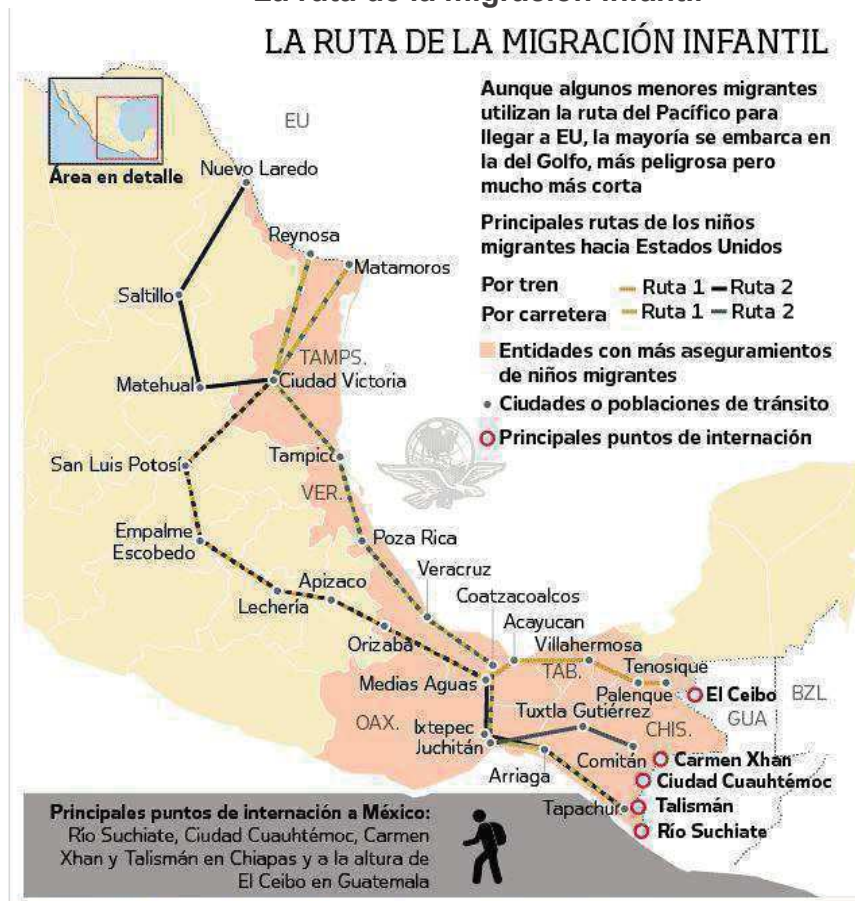 La ruta de la migración infantil
LA RUTA DE LA MIGRACIÓN INFANTIL
Aunque algunos menores migrantes
utilizan la ruta del Pacífico para
llegar a EU, la mayoría se embarca en
la del Golfo, más peligrosa pero
mucho más corta
Principales rutas de los niños
migrantes hacia Estados Unidos
Por tren Ruta 1 Ruta 2
Por carretera Ruta 1 Ruta 2
Entidades con más aseguramientos
de niños migrantes
Ciudades o poblaciones de tránsito
Principales puntos de internación
Área en detalle
EU
Nuevo Laredo
Reynosa
Matamoros
Saltillo
TAMPS.
Matehual
Ciudad Victoria
San Luis Potosí
Tampico
VER.
Empalme
Escobedo
Poza Rica
Veracruz
Apizaco
Lechería
Coatzacoalcos
Acayucan
Orizaba
Villahermosa
TAB.
Tenosique
Medias Aguas
Palenque
El Ceibo
BZL
OAX.
Tuxtla Gutiérrez
GUA
Ixtepec
CHIS.
Juchitán
Comitán
Carmen Xhan
Arriaga
Ciudad Cuauhtémoc
Tapachul
Talismán
Río Suchiate
Principales puntos de internación a México:
Río Suchiate, Ciudad Cuauhtémoc, Carmen
Xhan y Talismán en Chiapas y a la altura de
El Ceibo en Guatemala